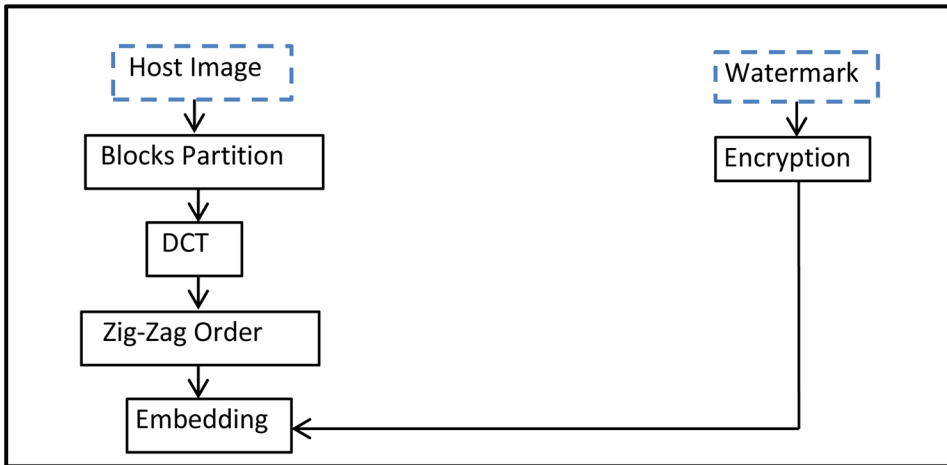 Host Image
Watermark
Blocks Partition
Encryption
DCT
Zig-Zag Order
Embedding